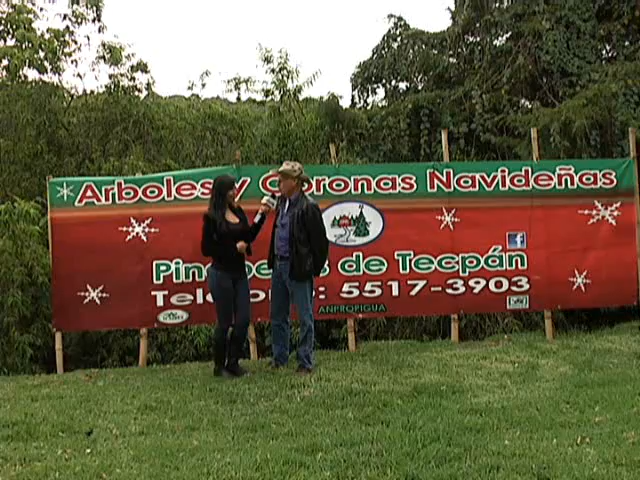 Arboles y Coronas Navideñas
de Tecpán
: 5517-3903
ANPROPIGUA
f